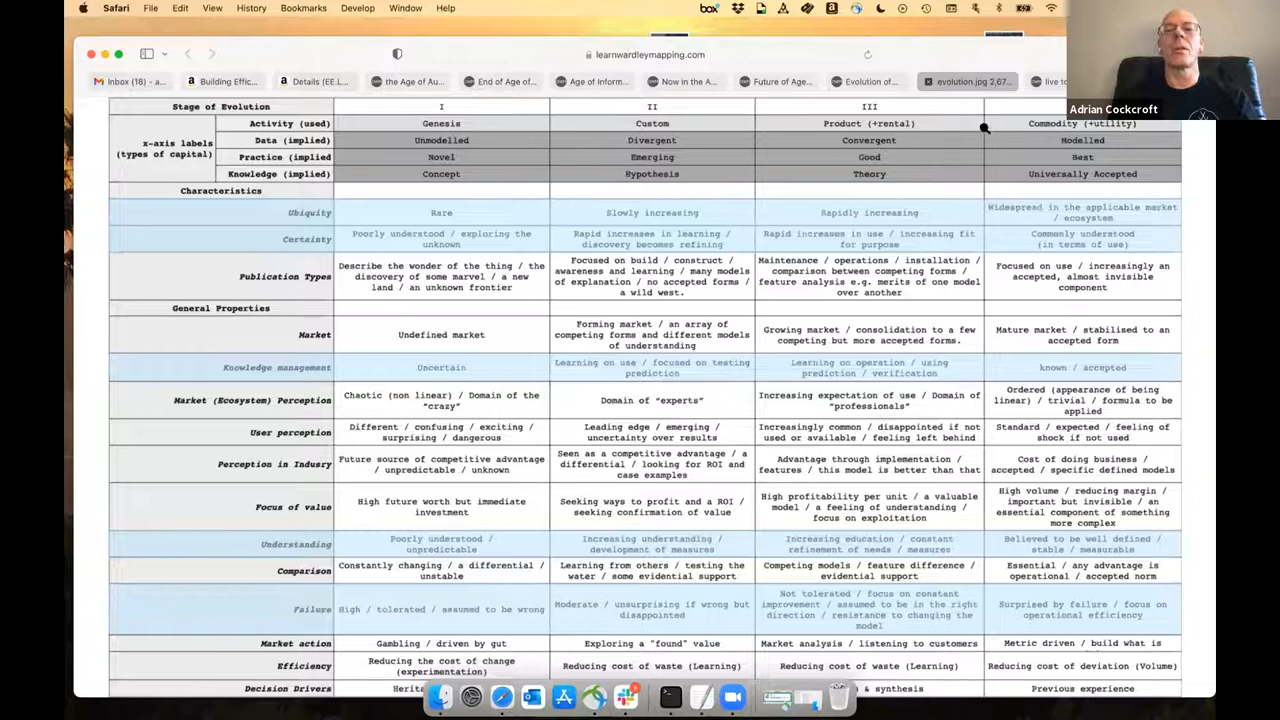 Safari File Edit View History Bookmarks Develop Window Help box
learnwardleymapping.com
Inbox (18) - a... Building Effic... Details (EE.L... the Age of Au... End of Age of... Age of Inform... Now in the A... Future of Age... Evolution of... evolution.jpg 2,67... live to
Adrian Cockcroft
Stage of Evolution I II III
x-axis labels
(types of capital)
Activity (used) Genesis Custom Product (+rental) Commodity (+utility)
Data (implied) Unmodelled Divergent Convergent Modelled
Practice (implied Novel Emerging Good Best
Knowledge (implied) Concept Hypothesis Theory Universally Accepted
Characteristics
Ubiquity Rare Slowly increasing Rapidly increasing Widespread in the applicable market
/ ecosystem
Certainty Poorly understood / exploring the
unknown
Rapid increases in learning /
discovery becomes refining
Rapid increases in use / increasing fit
for purpose
Commonly understood
(in terms of use)
Publication Types
Describe the wonder of the thing / the
discovery of some marvel / a new
land / an unknown frontier
Focused on build / construct /
awareness and learning / many models
of explanation / no accepted forms /
a wild west.
Maintenance / operations / installation /
comparison between competing forms /
feature analysis e.g. merits of one model
over another
Focused on use / increasingly an
accepted, almost invisible
component
General Properties
Market Undefined market
Forming market / an array of
competing forms and different models
of understanding
Growing market / consolidation to a few
competing but more accepted forms.
Mature market / stabilised to an
accepted form
Knowledge management Uncertain
Learning on use / focused on testing
prediction
Learning on operation / using
prediction / verification
known / accepted
Market (Ecosystem) Perception
Chaotic (non linear) / Domain of the
“crazy”
Domain of “experts”
Increasing expectation of use / Domain of
“professionals”
Ordered (appearance of being
linear) / trivial / formula to be
applied
User perception
Different / confusing / exciting /
surprising / dangerous
Leading edge / emerging /
uncertainty over results
Increasingly common / disappointed if not
used or available / feeling left behind
Standard / expected / feeling of
shock if not used
Perception in Indusry
Future source of competitive advantage
/ unpredictable / unknown
Seen as a competitive advantage / a
differential / looking for ROI and
case examples
Advantage through implementation /
features / this model is better than that
Cost of doing business /
accepted / specific defined models
Focus of value
High future worth but immediate
investment
Seeking ways to profit and a ROI /
seeking confirmation of value
High profitability per unit / a valuable
model / a feeling of understanding /
focus on exploitation
High volume / reducing margin /
important but invisible / an
essential component of something
more complex
Understanding
Poorly understood /
unpredictable
Increasing understanding /
development of measures
Increasing education / constant
refinement of needs / measures
Believed to be well defined /
stable / measurable
Comparison
Constantly changing / a differential /
unstable
Learning from others / testing the
water / some evidential support
Competing models / feature difference /
evidential support
Essential / any advantage is
operational / accepted norm
Failure High / tolerated / assumed to be wrong
Moderate / unsurprising if wrong but
disappointed
Not tolerated / focus on constant
improvement / assumed to be in the right
direction / resistance to changing the
model
Surprised by failure / focus on
operational efficiency
Market action Gambling / driven by gut Exploring a "found" value Market analysis / listening to customers Metric driven / build what is
Efficiency
Reducing the cost of change
(experimentation)
Reducing cost of waste (Learning) Reducing cost of waste (Learning) Reducing cost of deviation (Volume)
Decision Drivers & synthesis Previous experience